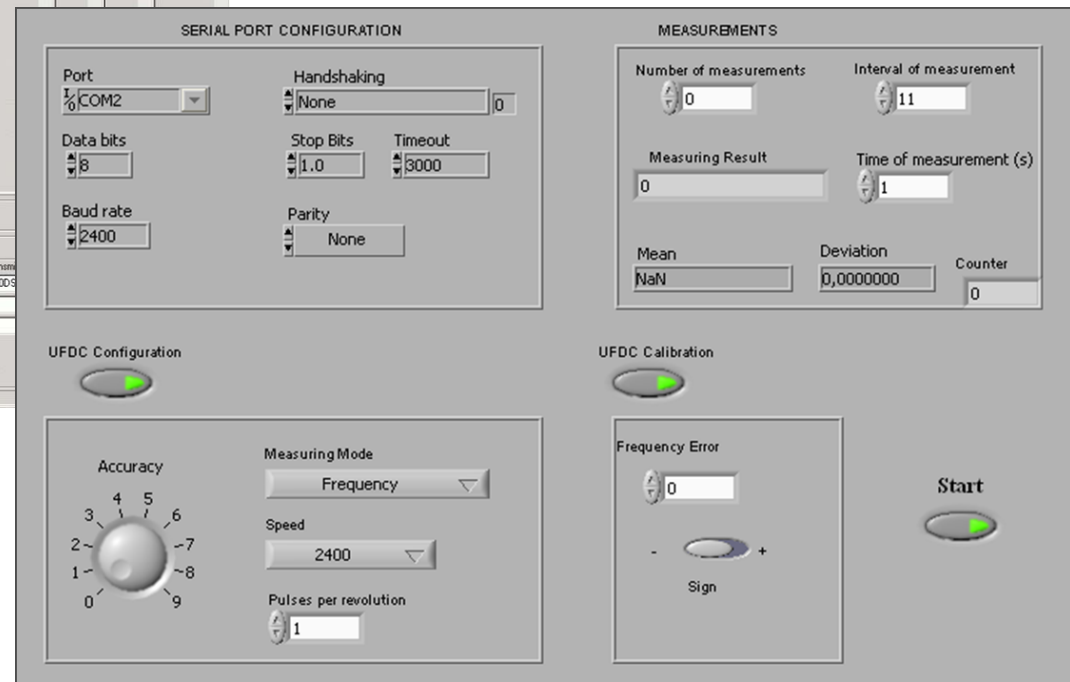 SERIAL PORT CONFIGURATION
Port
I/O COM2
Handshaking
None
0
Data bits
8
Stop Bits
1.0
Timeout
3000
Baud rate
2400
Parity
None
MEASUREMENTS
Number of measurements
0
Interval of measurement
11
Measuring Result
0
Time of measurement (s)
1
Mean
NaN
Deviation
0,0000000
Counter
0
UFDC Configuration
UFDC Calibration
Accuracy
0 1 2 3 4 5 6 7 8 9
Measuring Mode
Frequency
Speed
2400
Pulses per revolution
1
Frequency Error
0
- +
Sign
Start